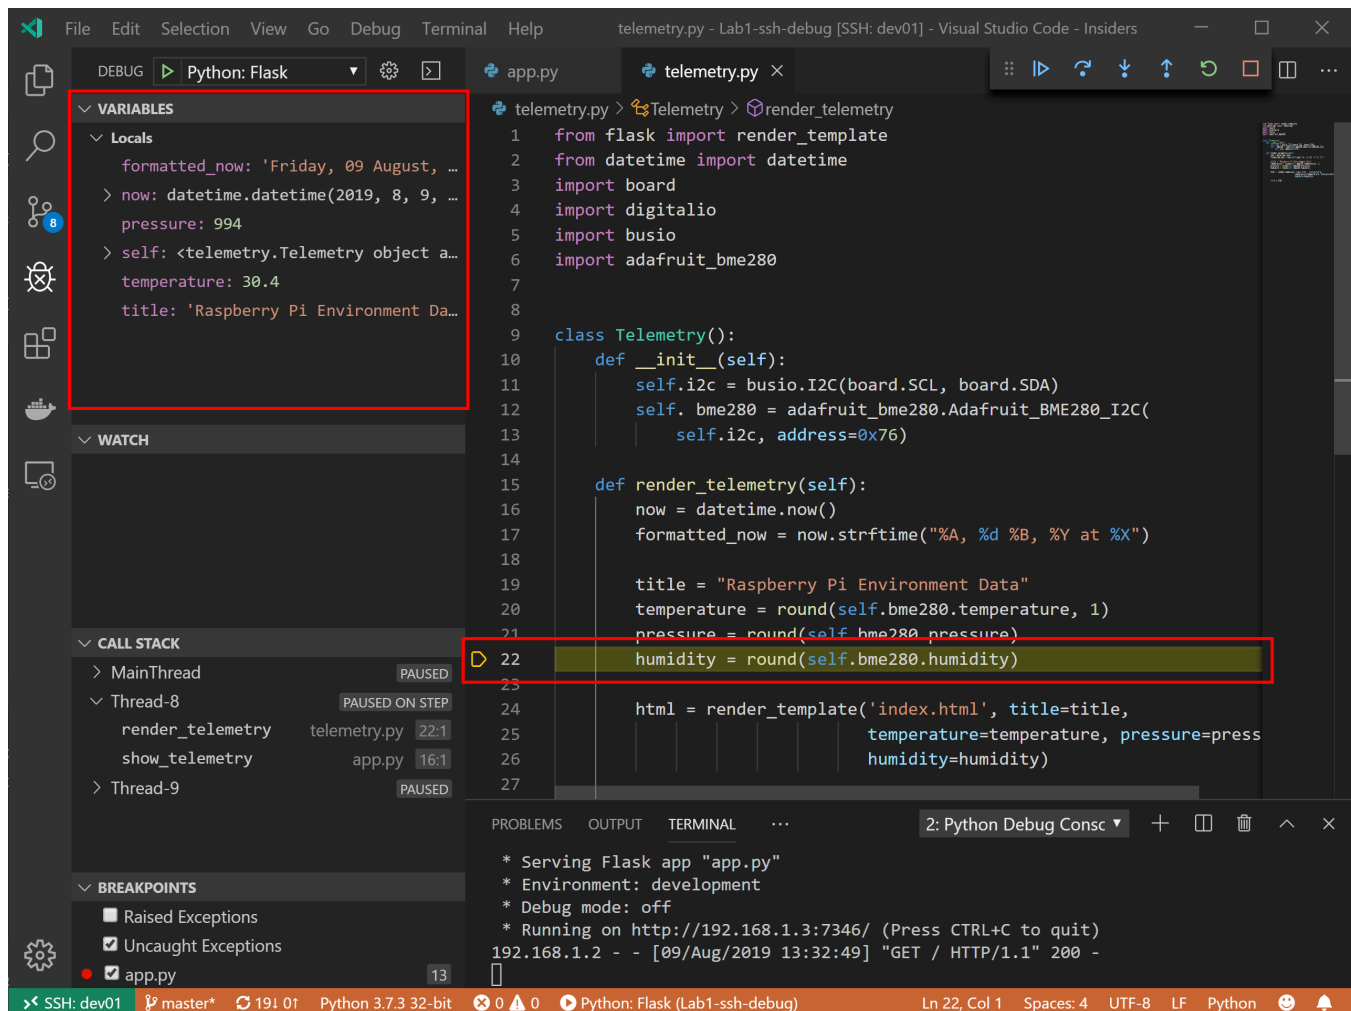 File Edit Selection View Go Debug Terminal Help telemetry.py - Lab1-ssh-debug [SSH: dev01] - Visual Studio Code - Insiders
DEBUG Python: Flask
VARIABLES
Locals
formatted_now: 'Friday, 09 August, …
now: datetime.datetime(2019, 8, 9, …
pressure: 994
self: <telemetry.Telemetry object a…
temperature: 30.4
title: 'Raspberry Pi Environment Da…
WATCH
CALL STACK
MainThread PAUSED
Thread-8 PAUSED ON STEP
render_telemetry telemetry.py 22:1
show_telemetry app.py 16:1
Thread-9 PAUSED
BREAKPOINTS
Raised Exceptions
Uncaught Exceptions
app.py 13
8
app.py telemetry.py
telemetry.py > Telemetry > render_telemetry
1 from flask import render_template
2 from datetime import datetime
3 import board
4 import digitalio
5 import busio
6 import adafruit_bme280
7
8
9 class Telemetry():
10 def __init__(self):
11 self.i2c = busio.I2C(board.SCL, board.SDA)
12 self. bme280 = adafruit_bme280.Adafruit_BME280_I2C(
13 self.i2c, address=0x76)
14
15 def render_telemetry(self):
16 now = datetime.now()
17 formatted_now = now.strftime("%A, %d %B, %Y at %X")
18
19 title = "Raspberry Pi Environment Data"
20 temperature = round(self.bme280.temperature, 1)
21 pressure = round(self.bme280.pressure)
22 humidity = round(self.bme280.humidity)
23
24 html = render_template('index.html', title=title,
25 temperature=temperature, pressure=press
26 humidity=humidity)
27
PROBLEMS OUTPUT TERMINAL ··· 2: Python Debug Consc
* Serving Flask app "app.py"
* Environment: development
* Debug mode: off
* Running on http://192.168.1.3:7346/ (Press CTRL+C to quit)
192.168.1.2 - - [09/Aug/2019 13:32:49] "GET / HTTP/1.1" 200 -
SSH: dev01 master* 19↓ 0↑ Python 3.7.3 32-bit 0 0 Python: Flask (Lab1-ssh-debug) Ln 22, Col 1 Spaces: 4 UTF-8 LF Python